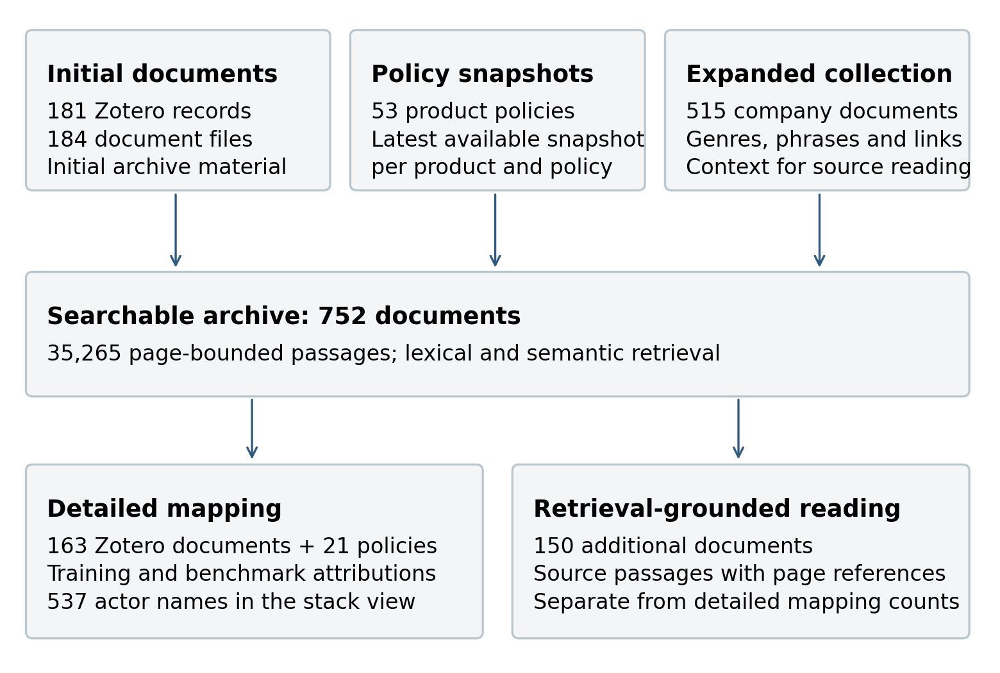 Initial documents
181 Zotero records
184 document files
Initial archive material
Policy snapshots
53 product policies
Latest available snapshot
per product and policy
Expanded collection
515 company documents
Genres, phrases and links
Context for source reading
Searchable archive: 752 documents
35,265 page-bounded passages; lexical and semantic retrieval
Detailed mapping
163 Zotero documents + 21 policies
Training and benchmark attributions
537 actor names in the stack view
Retrieval-grounded reading
150 additional documents
Source passages with page references
Separate from detailed mapping counts